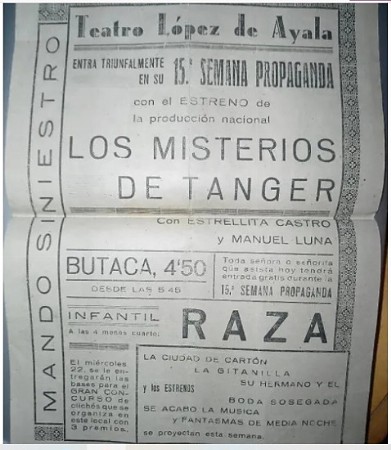 Teatro López de Ayala
ENTRA TRIUNFALMENTE
EN SU
15.ª SEMANA PROPAGANDA
con el ESTRENO de
la producción nacional
LOS MISTERIOS
DE TANGER
Con ESTRELLITA CASTRO
y MANUEL LUNA
MANDO SINIESTRO
BUTACA, 4'50
DESDE LAS 5'45
Toda señora o señorita
que asista hoy tendrá
entrada gratis durante la
15.ª SEMANA PROPAGANDA
INFANTIL
A las 4 menos cuarto.
RAZA
El miércoles,
22, se le en-
tregarán las
bases para el
GRAN CON-
CURSO de
clichés que se
organiza en
este local con
3 premios.
LA CIUDAD DE CARTÓN
LA GITANILLA
SU HERMANO Y EL
y los ESTRENOS
BODA SOSEGADA
SE ACABO LA MUSICA
y FANTASMAS DE MEDIA NOCHE
se proyectan esta semana.